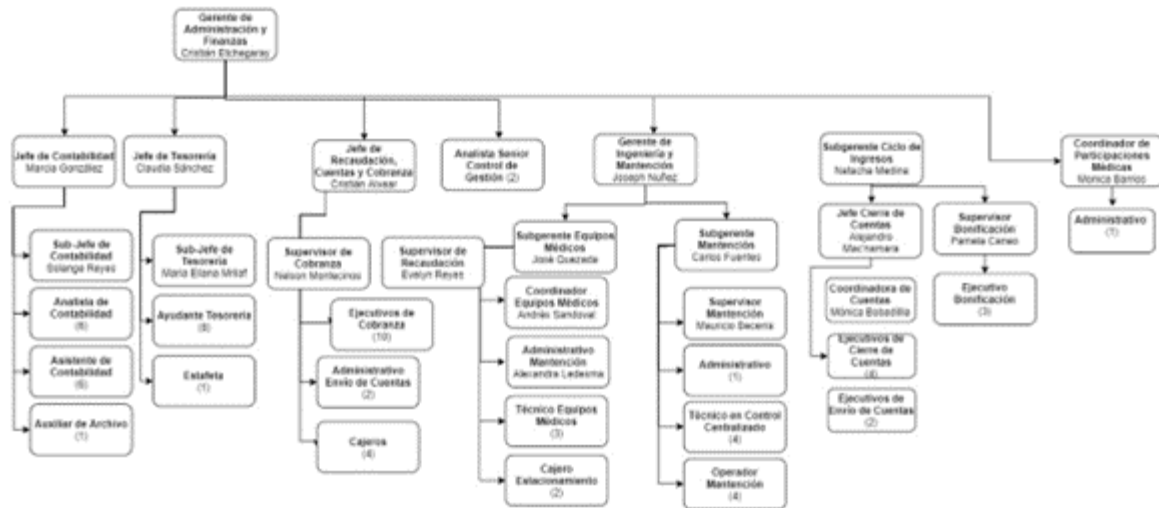 Gerente de
Administración y
Finanzas
Cristián Etchegaray
Jefe de Contabilidad
Marcia González
Jefe de Tesorería
Claudia Sánchez
Jefe de
Recaudación,
Cuentas y Cobranza
Cristián Alvear
Analista Senior
Control de
Gestión (2)
Gerente de
Ingeniería y
Mantención
Joseph Nuñez
Subgerente Ciclo de
Ingresos
Natacha Medina
Coordinador de
Participaciones
Médicas
Mónica Barrios
Sub-Jefe de
Contabilidad
Solange Reyes
Analista de
Contabilidad
Asistente de
Contabilidad
Auxiliar de Archivo
(1)
Sub-Jefe de
Tesorería
Maria Eliana
Ayudante Tesorería
Estafeta
(1)
Supervisor de
Cobranza
Nelson Montecinos
Ejecutivos de
Cobranza
(10)
Administrativo
Envío de Cuentas
(2)
Cajeros
(4)
Supervisor de
Recaudación
Evelyn Reyes
Subgerente Equipos
Médicos
José Quezada
Coordinador
Equipos Médicos
Andrés Sandoval
Administrativo
Mantención
Alexandra Ledesma
Técnico Equipos
Médicos
(3)
Cajero
Estacionamiento
(2)
Subgerente
Mantención
Carlos Fuentes
Supervisor
Mantención
Mauricio Becerra
Administrativo
(1)
Técnico en Control
Centralizado
(4)
Operador
Mantención
(4)
Jefe Cierre de
Cuentas
Alejandro
Coordinadora de
Cuentas
Mónica Bobadilla
Ejecutivos de
Cierre de
Cuentas
Ejecutivos de
Envío de Cuentas
(2)
Supervisor
Bonificación
Pamela
Ejecutivo
Bonificación
(3)
Administrativo
(1)